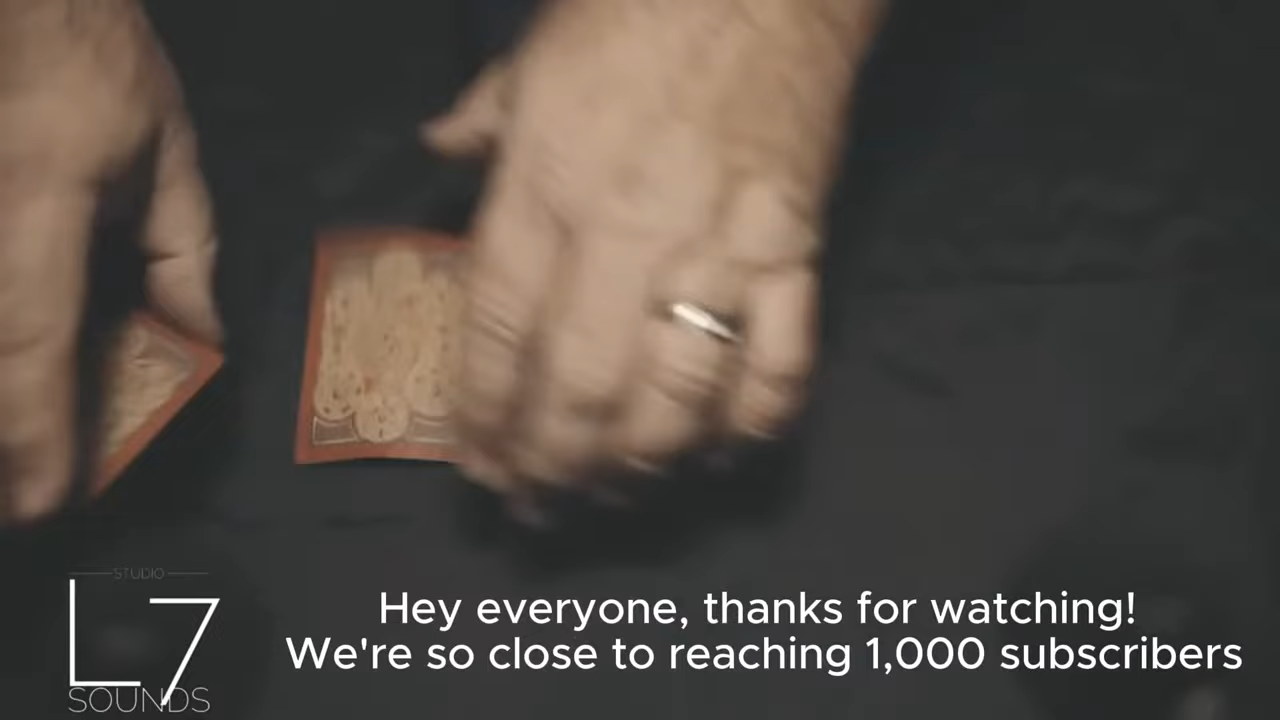 STUDIO
L7
SOUNDS
Hey everyone, thanks for watching!
We're so close to reaching 1,000 subscribers